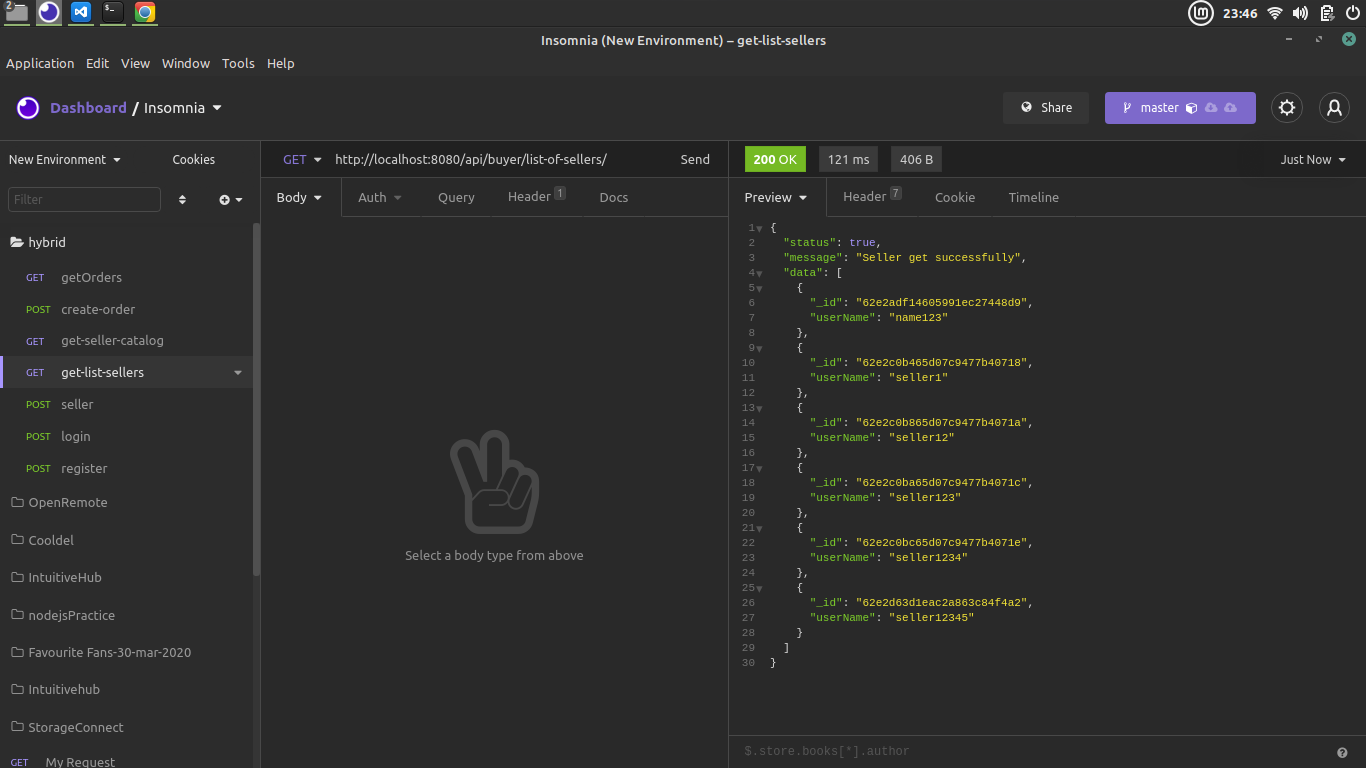 2
23:46
Insomnia (New Environment) – get-list-sellers
Application Edit View Window Tools Help
Dashboard / Insomnia
Share
master
New Environment
Cookies
GET http://localhost:8080/api/buyer/list-of-sellers/ Send
200 OK 121 ms 406 B Just Now
Filter
Body Auth Query Header 1 Docs
Preview Header 7 Cookie Timeline
hybrid
GET getOrders
POST create-order
GET get-seller-catalog
GET get-list-sellers
POST seller
POST login
POST register
OpenRemote
Cooldel
IntuitiveHub
nodejsPractice
Favourite Fans-30-mar-2020
Intuitivehub
StorageConnect
GET My Request
Select a body type from above
1 {
2 "status": true,
3 "message": "Seller get successfully",
4 "data": [
5 {
6 "_id": "62e2adf14605991ec27448d9",
7 "userName": "name123"
8 },
9 {
10 "_id": "62e2c0b465d07c9477b40718",
11 "userName": "seller1"
12 },
13 {
14 "_id": "62e2c0b865d07c9477b4071a",
15 "userName": "seller12"
16 },
17 {
18 "_id": "62e2c0ba65d07c9477b4071c",
19 "userName": "seller123"
20 },
21 {
22 "_id": "62e2c0bc65d07c9477b4071e",
23 "userName": "seller1234"
24 },
25 {
26 "_id": "62e2d63d1eac2a863c84f4a2",
27 "userName": "seller12345"
28 }
29 ]
30 }
$.store.books[*].author